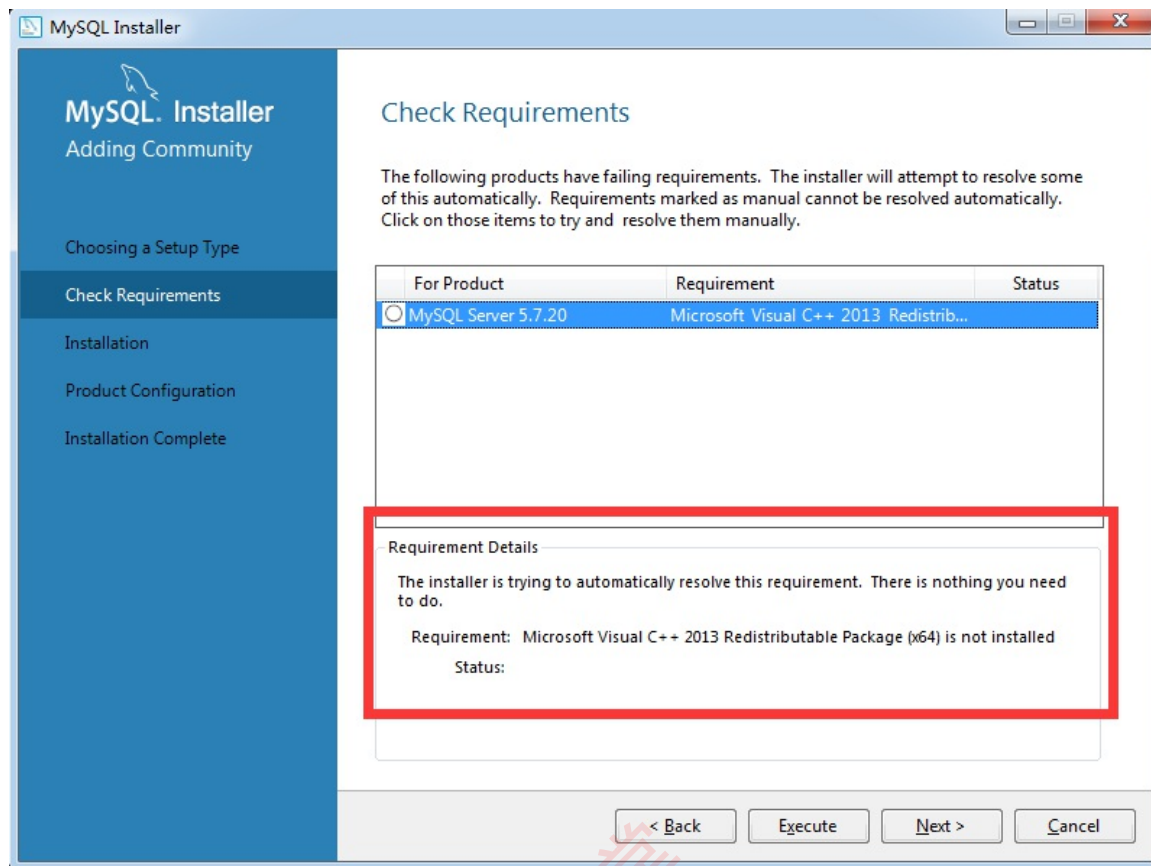 MySQL Installer
MySQL. Installer
Adding Community
Choosing a Setup Type
Check Requirements
Installation
Product Configuration
Installation Complete
Check Requirements
The following products have failing requirements. The installer will attempt to resolve some
of this automatically. Requirements marked as manual cannot be resolved automatically.
Click on those items to try and resolve them manually.
For Product Requirement Status
MySQL Server 5.7.20 Microsoft Visual C++ 2013 Redistrib...
Requirement Details
The installer is trying to automatically resolve this requirement. There is nothing you need
to do.
Requirement: Microsoft Visual C++ 2013 Redistributable Package (x64) is not installed
Status:
< Back Execute Next > Cancel